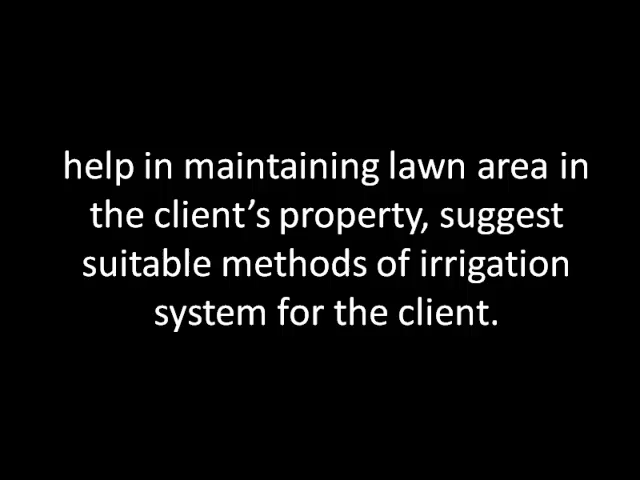 help in maintaining lawn area in
the client’s property, suggest
suitable methods of irrigation
system for the client.